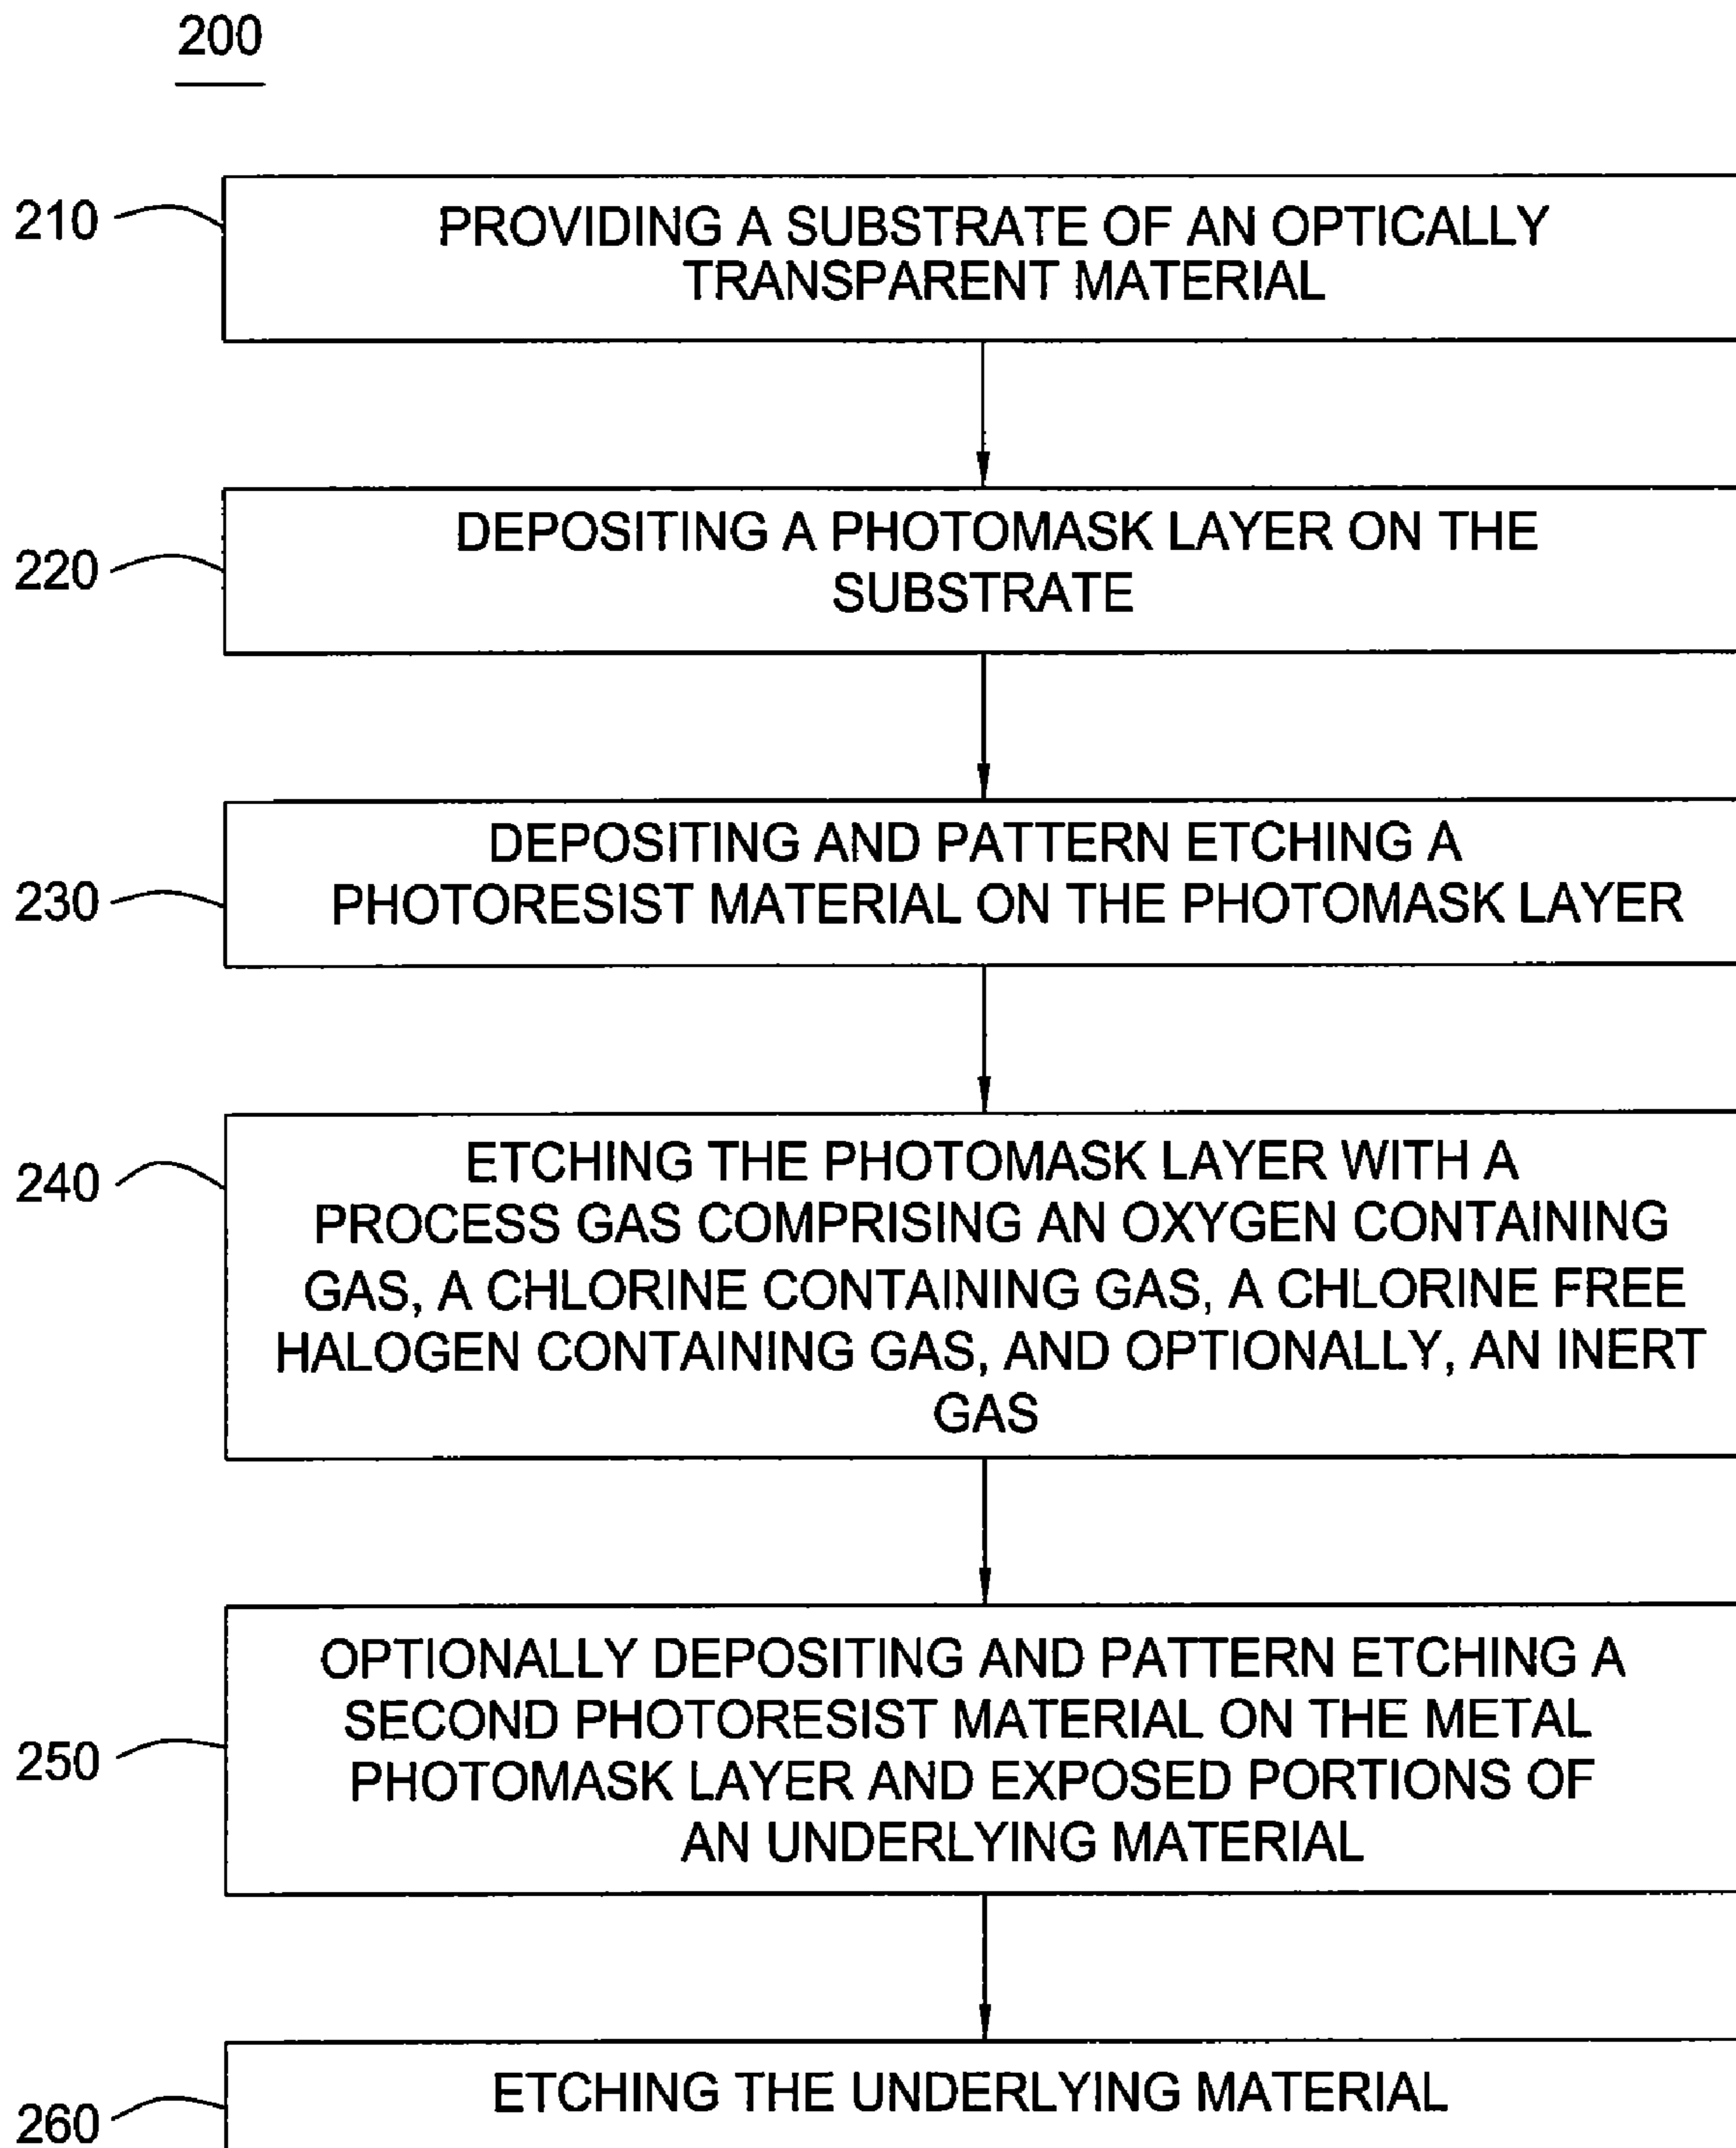 200
210
PROVIDING A SUBSTRATE OF AN OPTICALLY
TRANSPARENT MATERIAL
220
DEPOSITING A PHOTOMASK LAYER ON THE
SUBSTRATE
230
DEPOSITING AND PATTERN ETCHING A
PHOTORESIST MATERIAL ON THE PHOTOMASK LAYER
240
ETCHING THE PHOTOMASK LAYER WITH A
PROCESS GAS COMPRISING AN OXYGEN CONTAINING
GAS, A CHLORINE CONTAINING GAS, A CHLORINE FREE
HALOGEN CONTAINING GAS, AND OPTIONALLY, AN INERT
GAS
250
OPTIONALLY DEPOSITING AND PATTERN ETCHING A
SECOND PHOTORESIST MATERIAL ON THE METAL
PHOTOMASK LAYER AND EXPOSED PORTIONS OF
AN UNDERLYING MATERIAL
260
ETCHING THE UNDERLYING MATERIAL